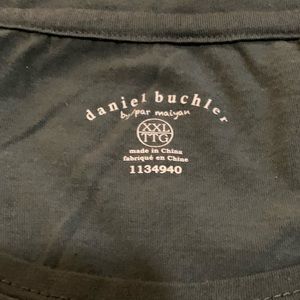 daniel buchler
by/par maiyan
XXL
TTG
made in China
fabriqué en Chine
1134940